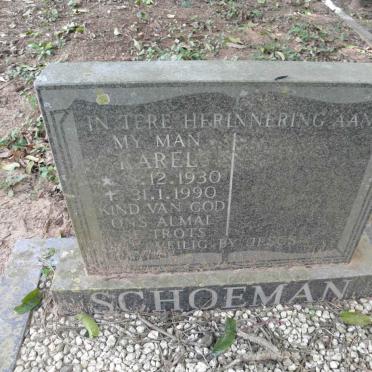 IN TERE HERINNERING AAN
MY MAN
KAREL
* .12.1930
+ 31.1.1990
KIND VAN GOD
ONS ALMAL
TROTS
VEILIG BY JESUS
SCHOEMAN